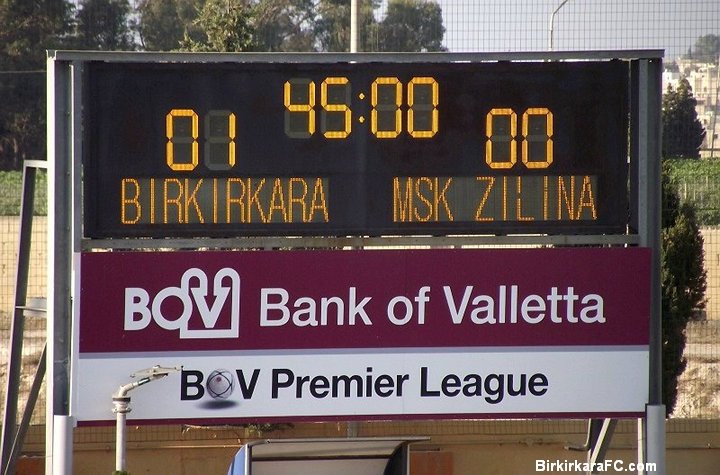 45:00
01 00
BIRKIRKARA MSK ZILINA
BOV Bank of Valletta
BOV Premier League
BirkirkaraFC.com